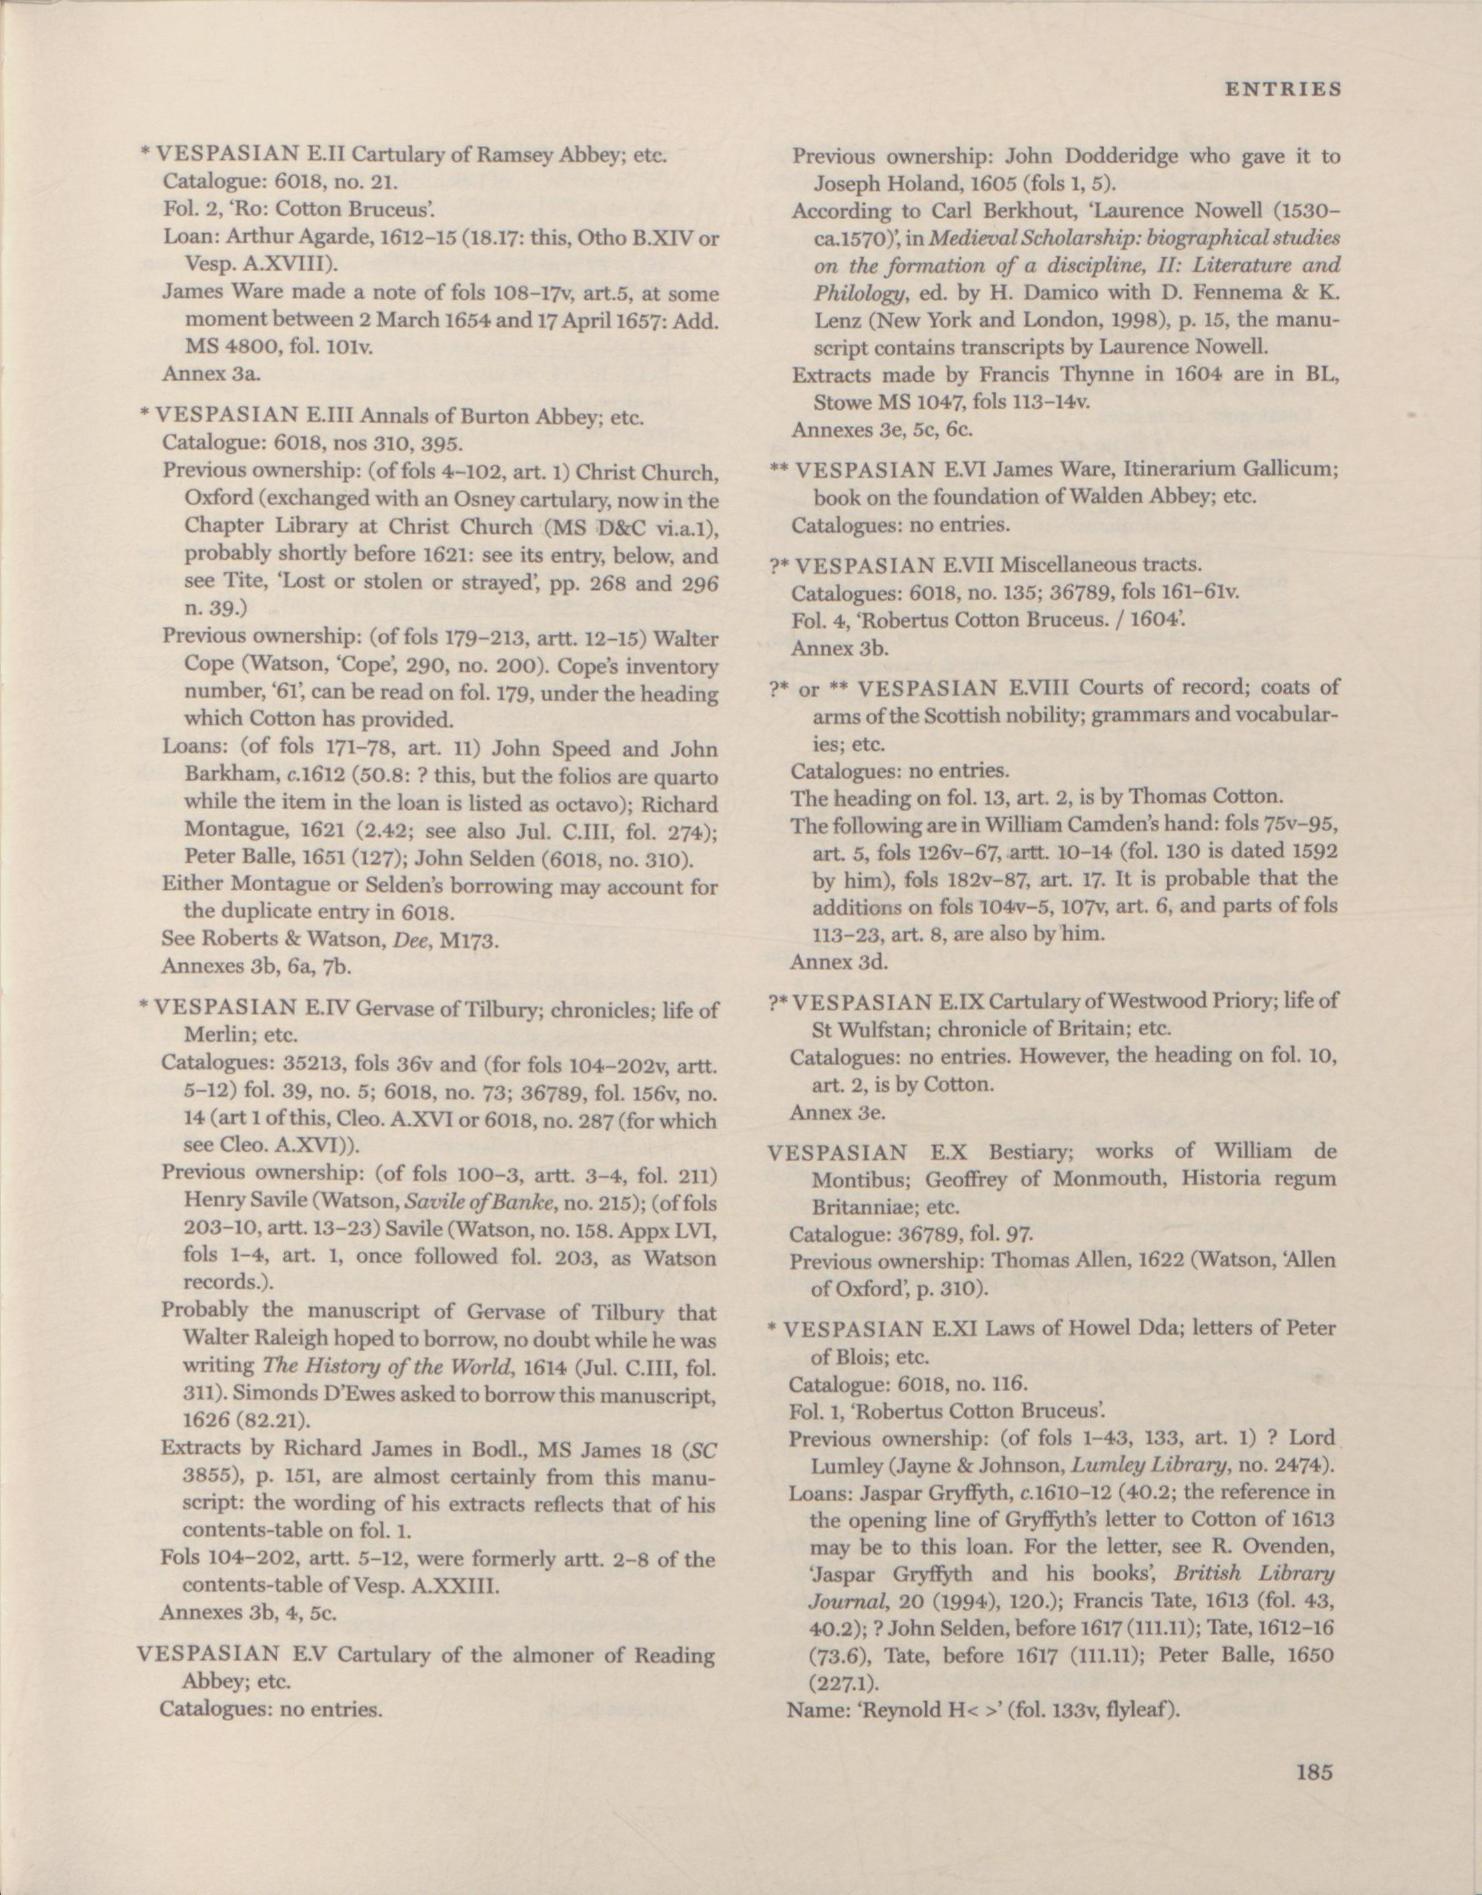 ENTRIES
* VESPASIAN E.II Cartulary of Ramsey Abbey; etc.
Catalogue: 6018, no. 21.
Fol. 2, ‘Ro: Cotton Bruceus’.
Loan: Arthur Agarde, 1612–15 (18.17: this, Otho B.XIV or
Vesp. A.XVIII).
James Ware made a note of fols 108–17v, art.5, at some
moment between 2 March 1654 and 17 April 1657: Add.
MS 4800, fol. 101v.
Annex 3a.
* VESPASIAN E.III Annals of Burton Abbey; etc.
Catalogue: 6018, nos 310, 395.
Previous ownership: (of fols 4–102, art. 1) Christ Church,
Oxford (exchanged with an Osney cartulary, now in the
Chapter Library at Christ Church (MS D&C vi.a.1),
probably shortly before 1621: see its entry, below, and
see Tite, ‘Lost or stolen or strayed’, pp. 268 and 296
n. 39.)
Previous ownership: (of fols 179–213, artt. 12–15) Walter
Cope (Watson, ‘Cope’, 290, no. 200). Cope’s inventory
number, ‘61’, can be read on fol. 179, under the heading
which Cotton has provided.
Loans: (of fols 171–78, art. 11) John Speed and John
Barkham, c.1612 (50.8: ? this, but the folios are quarto
while the item in the loan is listed as octavo); Richard
Montague, 1621 (2.42; see also Jul. C.III, fol. 274);
Peter Balle, 1651 (127); John Selden (6018, no. 310).
Either Montague or Selden’s borrowing may account for
the duplicate entry in 6018.
See Roberts & Watson, Dee, M173.
Annexes 3b, 6a, 7b.
* VESPASIAN E.IV Gervase of Tilbury; chronicles; life of
Merlin; etc.
Catalogues: 35213, fols 36v and (for fols 104–202v, artt.
5–12) fol. 39, no. 5; 6018, no. 73; 36789, fol. 156v, no.
14 (art 1 of this, Cleo. A.XVI or 6018, no. 287 (for which
see Cleo. A.XVI)).
Previous ownership: (of fols 100–3, artt. 3–4, fol. 211)
Henry Savile (Watson, Savile of Banke, no. 215); (of fols
203–10, artt. 13–23) Savile (Watson, no. 158. Appx LVI,
fols 1–4, art. 1, once followed fol. 203, as Watson
records.).
Probably the manuscript of Gervase of Tilbury that
Walter Raleigh hoped to borrow, no doubt while he was
writing The History of the World, 1614 (Jul. C.III, fol.
311). Simonds D’Ewes asked to borrow this manuscript,
1626 (82.21).
Extracts by Richard James in Bodl., MS James 18 (SC
3855), p. 151, are almost certainly from this manu-
script: the wording of his extracts reflects that of his
contents-table on fol. 1.
Fols 104–202, artt. 5–12, were formerly artt. 2–8 of the
contents-table of Vesp. A.XXIII.
Annexes 3b, 4, 5c.
VESPASIAN E.V Cartulary of the almoner of Reading
Abbey; etc.
Catalogues: no entries.
Previous ownership: John Dodderidge who gave it to
Joseph Holand, 1605 (fols 1, 5).
According to Carl Berkhout, ‘Laurence Nowell (1530–
ca.1570)’, in Medieval Scholarship: biographical studies
on the formation of a discipline, II: Literature and
Philology, ed. by H. Damico with D. Fennema & K.
Lenz (New York and London, 1998), p. 15, the manu-
script contains transcripts by Laurence Nowell.
Extracts made by Francis Thynne in 1604 are in BL,
Stowe MS 1047, fols 113–14v.
Annexes 3e, 5c, 6c.
** VESPASIAN E.VI James Ware, Itinerarium Gallicum;
book on the foundation of Walden Abbey; etc.
Catalogues: no entries.
?* VESPASIAN E.VII Miscellaneous tracts.
Catalogues: 6018, no. 135; 36789, fols 161–61v.
Fol. 4, ‘Robertus Cotton Bruceus. / 1604’.
Annex 3b.
?* or ** VESPASIAN E.VIII Courts of record; coats of
arms of the Scottish nobility; grammars and vocabular-
ies; etc.
Catalogues: no entries.
The heading on fol. 13, art. 2, is by Thomas Cotton.
The following are in William Camden’s hand: fols 75v–95,
art. 5, fols 126v–67, artt. 10–14 (fol. 130 is dated 1592
by him), fols 182v–87, art. 17. It is probable that the
additions on fols 104v–5, 107v, art. 6, and parts of fols
113–23, art. 8, are also by him.
Annex 3d.
?* VESPASIAN E.IX Cartulary of Westwood Priory; life of
St Wulfstan; chronicle of Britain; etc.
Catalogues: no entries. However, the heading on fol. 10,
art. 2, is by Cotton.
Annex 3e.
VESPASIAN E.X Bestiary; works of William de
Montibus; Geoffrey of Monmouth, Historia regum
Britanniae; etc.
Catalogue: 36789, fol. 97.
Previous ownership: Thomas Allen, 1622 (Watson, ‘Allen
of Oxford’, p. 310).
* VESPASIAN E.XI Laws of Howel Dda; letters of Peter
of Blois; etc.
Catalogue: 6018, no. 116.
Fol. 1, ‘Robertus Cotton Bruceus’.
Previous ownership: (of fols 1–43, 133, art. 1) ? Lord
Lumley (Jayne & Johnson, Lumley Library, no. 2474).
Loans: Jaspar Gryffyth, c.1610–12 (40.2; the reference in
the opening line of Gryffyth’s letter to Cotton of 1613
may be to this loan. For the letter, see R. Ovenden,
‘Jaspar Gryffyth and his books’, British Library
Journal, 20 (1994), 120.); Francis Tate, 1613 (fol. 43,
40.2); ? John Selden, before 1617 (111.11); Tate, 1612–16
(73.6), Tate, before 1617 (111.11); Peter Balle, 1650
(227.1).
Name: ‘Reynold H< >’ (fol. 133v, flyleaf).
185